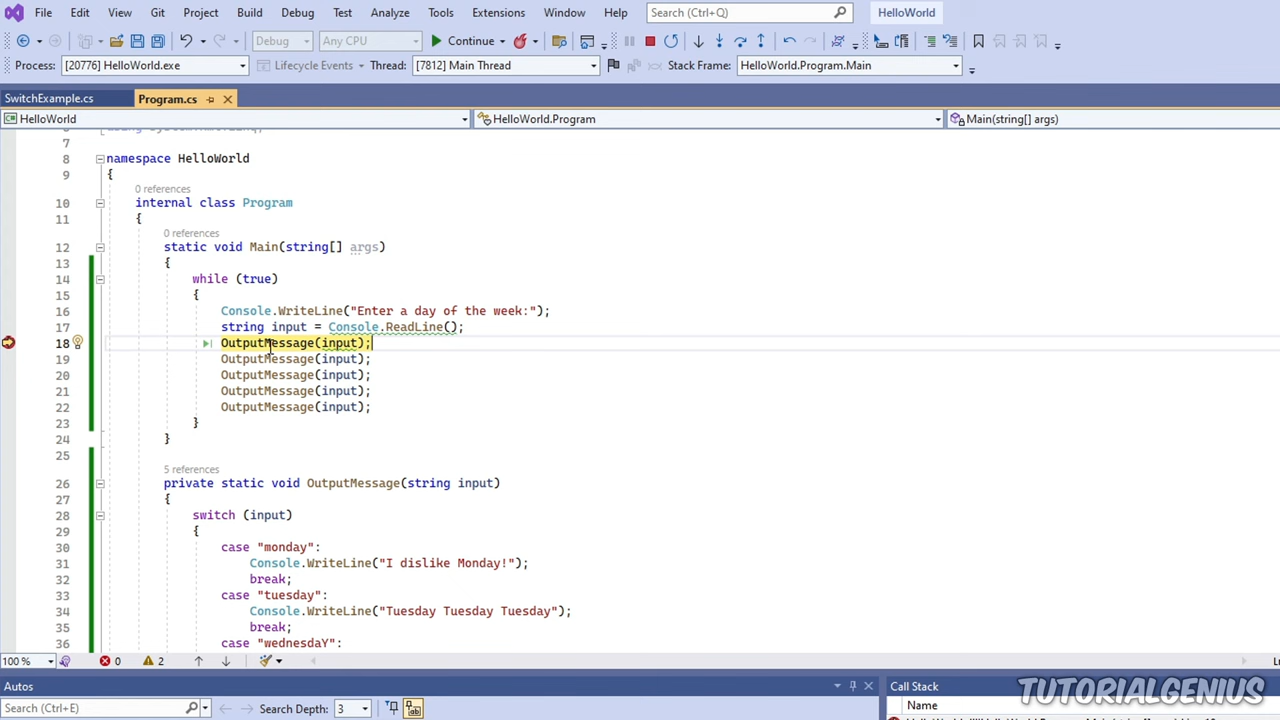 File Edit View Git Project Build Debug Test Analyze Tools Extensions Window Help Search (Ctrl+Q) HelloWorld
Debug Any CPU Continue
Process: [20776] HelloWorld.exe Lifecycle Events Thread: [7812] Main Thread Stack Frame: HelloWorld.Program.Main
SwitchExample.cs Program.cs
HelloWorld HelloWorld.Program Main(string[] args)
7
8 namespace HelloWorld
9 {
0 references
10 internal class Program
11 {
0 references
12 static void Main(string[] args)
13 {
14 while (true)
15 {
16 Console.WriteLine("Enter a day of the week:");
17 string input = Console.ReadLine();
18 OutputMessage(input);
19 OutputMessage(input);
20 OutputMessage(input);
21 OutputMessage(input);
22 OutputMessage(input);
23 }
24 }
25
5 references
26 private static void OutputMessage(string input)
27 {
28 switch (input)
29 {
30 case "monday":
31 Console.WriteLine("I dislike Monday!");
32 break;
33 case "tuesday":
34 Console.WriteLine("Tuesday Tuesday Tuesday");
35 break;
36 case "wednesdaY":
100 % 0 2
Autos Call Stack
Search (Ctrl+E) Search Depth: 3 Name
TUTORIALGENIUS